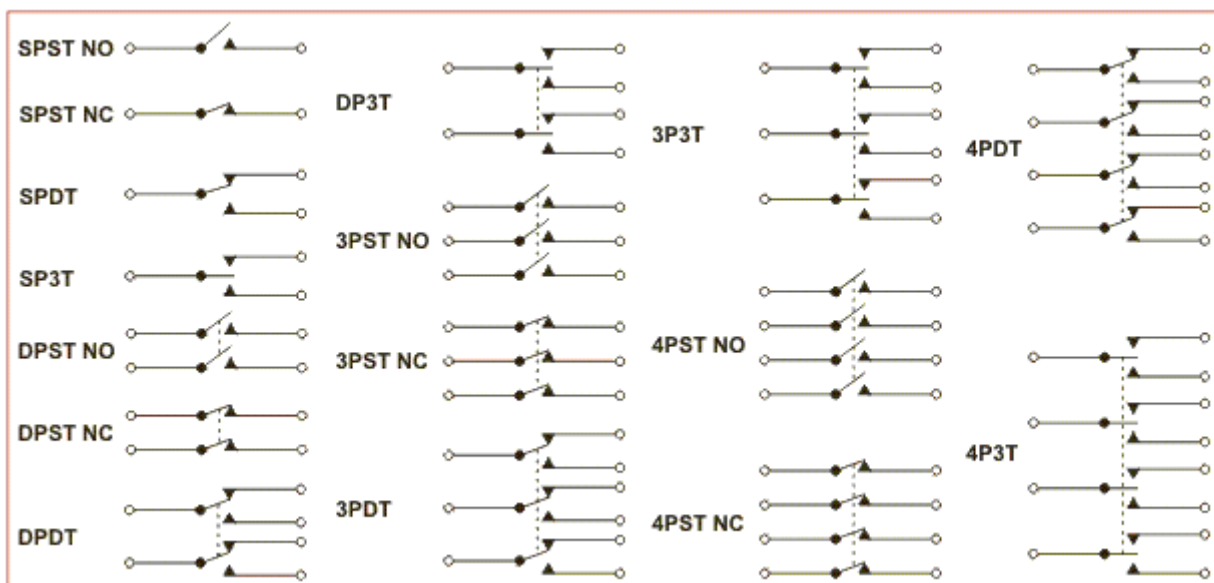 SPST NO
SPST NC
SPDT
SP3T
DPST NO
DPST NC
DPDT
DP3T
3PST NO
3PST NC
3PDT
3P3T
4PST NO
4PST NC
4PDT
4P3T